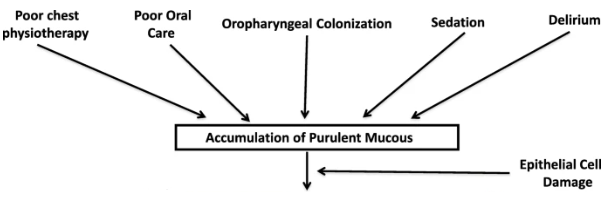 Poor chest
physiotherapy
Poor Oral
Care
Oropharyngeal Colonization
Sedation
Delirium
Accumulation of Purulent Mucous
Epithelial Cell
Damage